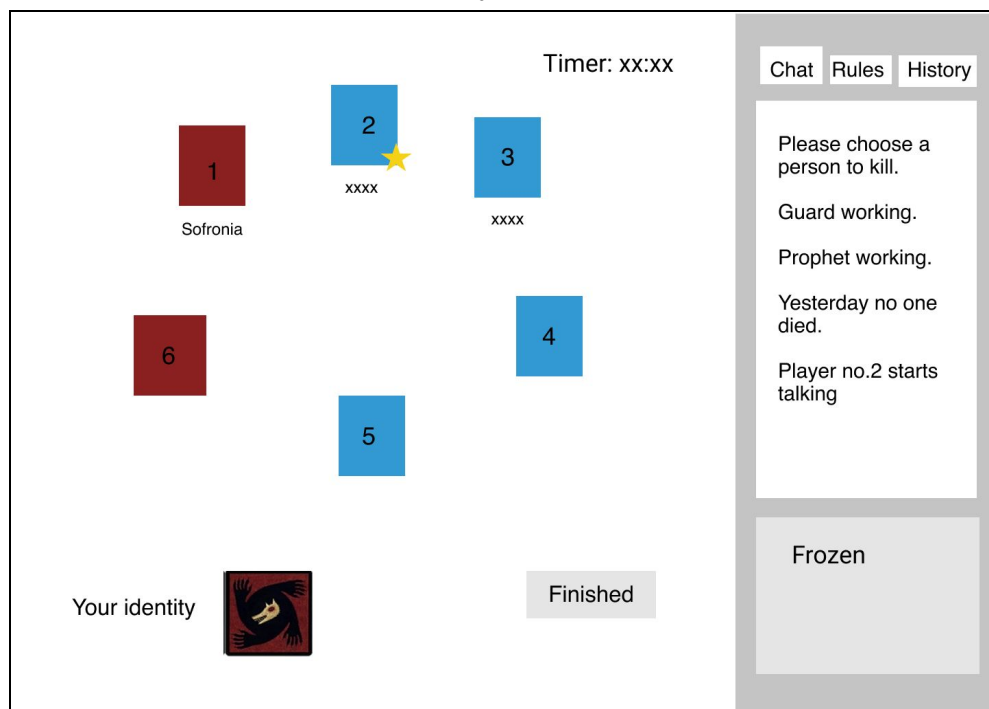 Timer: xx:xx
Chat
Rules
History
1
2
3
Sofronia
xxxx
xxxx
6
5
4
Please choose a
person to kill.
Guard working.
Prophet working.
Yesterday no one
died.
Player no.2 starts
talking
Your identity
Finished
Frozen